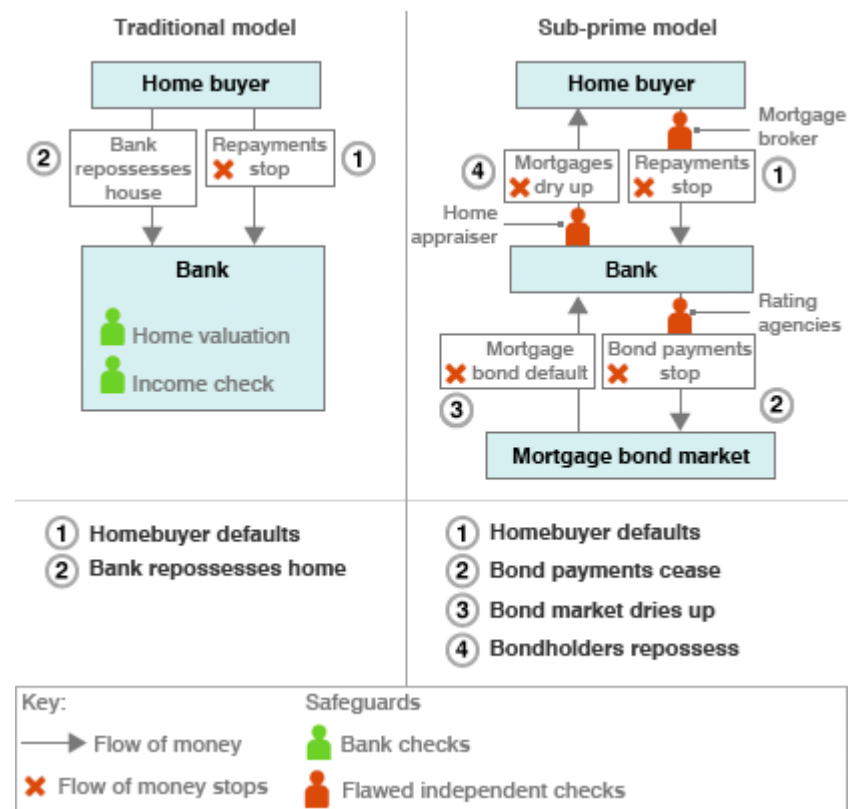 Traditional model
Home buyer
2
Bank
repossesses
house
Repayments
stop
1
Bank
Home valuation
Income check
Sub-prime model
Home buyer
Mortgage
broker
4
Mortgages
dry up
Repayments
stop
1
Home
appraiser
Bank
Rating
agencies
Mortgage
bond default
Bond payments
stop
3
2
Mortgage bond market
1 Homebuyer defaults
2 Bank repossesses home
1 Homebuyer defaults
2 Bond payments cease
3 Bond market dries up
4 Bondholders repossess
Key:
Flow of money
Flow of money stops
Safeguards
Bank checks
Flawed independent checks